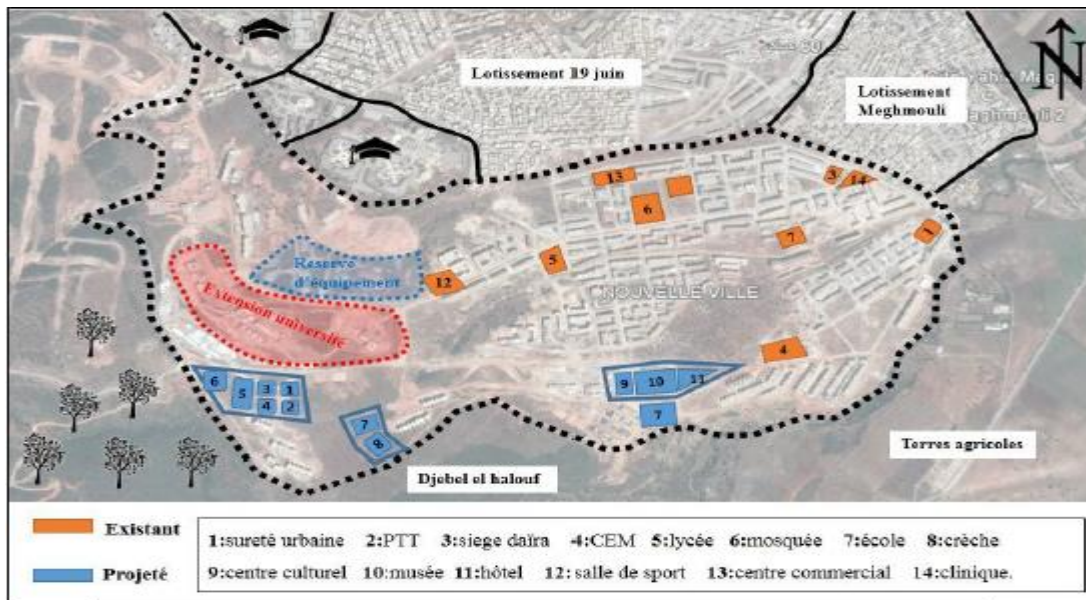 N
Lotissement 19 juin
Lotissement
Meghmouli
Maghmouli 2
3
14
13
6
1
7
5
Reserve
d'équipement
12
NOUVELLE VILLE
Extension université
4
6
5
3
1
4
2
9
10
11
7
8
7
Terres agricoles
Djebel el halouf
Existant
Projeté
1:sureté urbaine 2:PTT 3:siege daïra 4:CEM 5:lycée 6:mosquée 7:école 8:crèche
9:centre culturel 10:musée 11:hôtel 12:salle de sport 13:centre commercial 14:clinique.